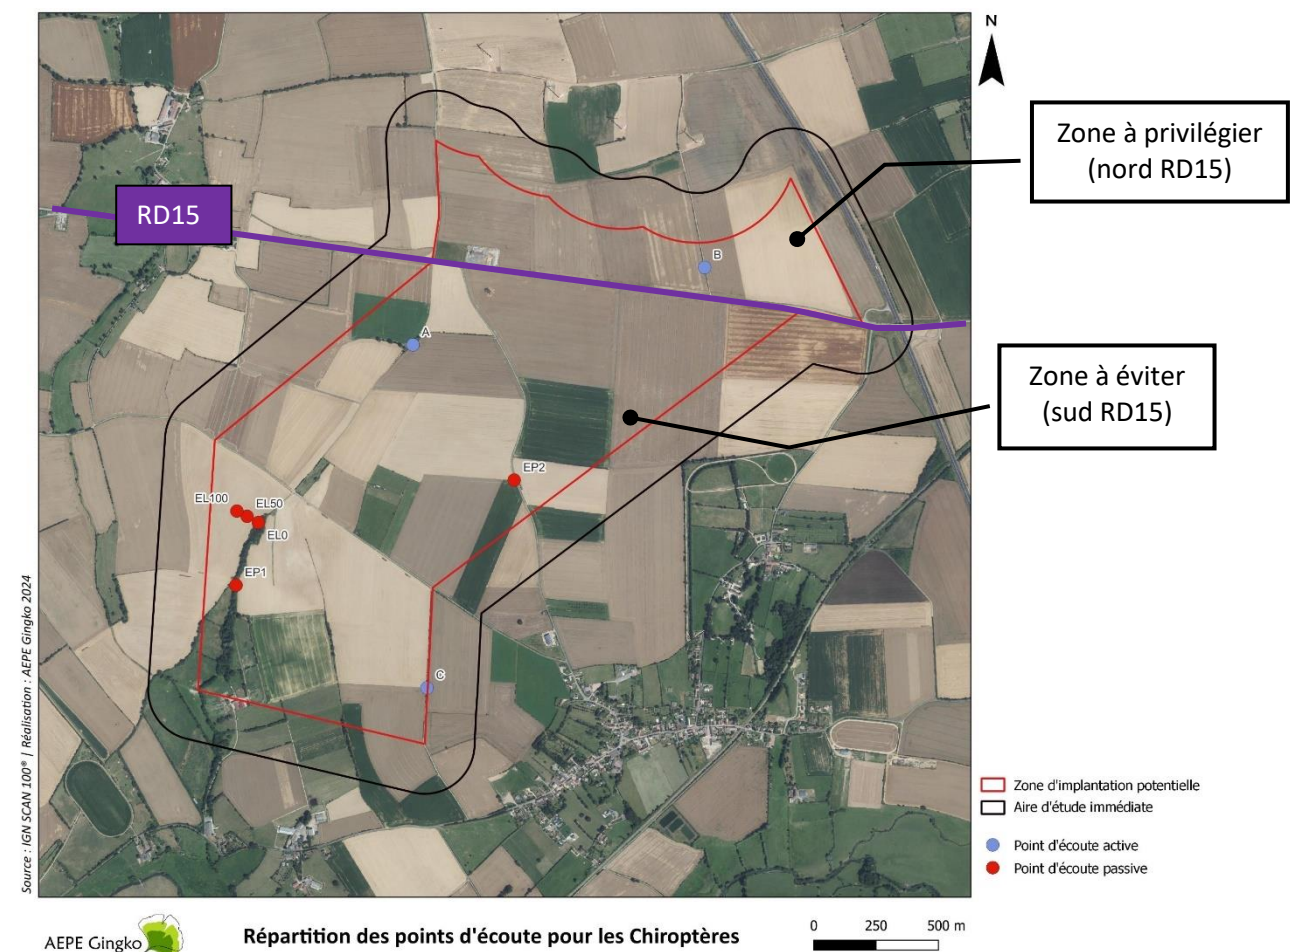 N
Zone à privilégier
(nord RD15)
RD15
B
A
Zone à éviter
(sud RD15)
EP2
EL100
EL50
EL0
EP1
C
Source : IGN SCAN 100® | Réalisation : AEPE Gingko 2024
Zone d'implantation potentielle
Aire d'étude immédiate
Point d'écoute active
Point d'écoute passive
AEPE Gingko
Répartition des points d'écoute pour les Chiroptères
0 250 500 m